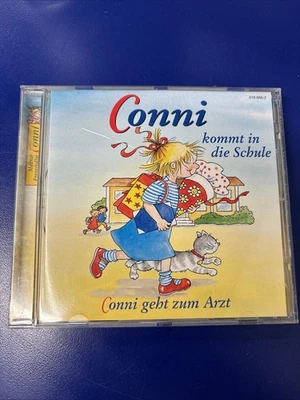 Conni
kommt in
die Schule
Conni geht zum Arzt